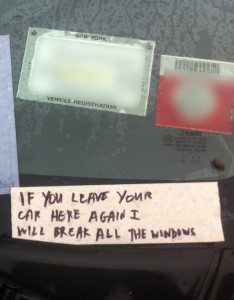 NEW YORK
VEHICLE REGISTRATION
IF YOU LEAVE YOUR
CAR HERE AGAIN I
WILL BREAK ALL THE WINDOWS